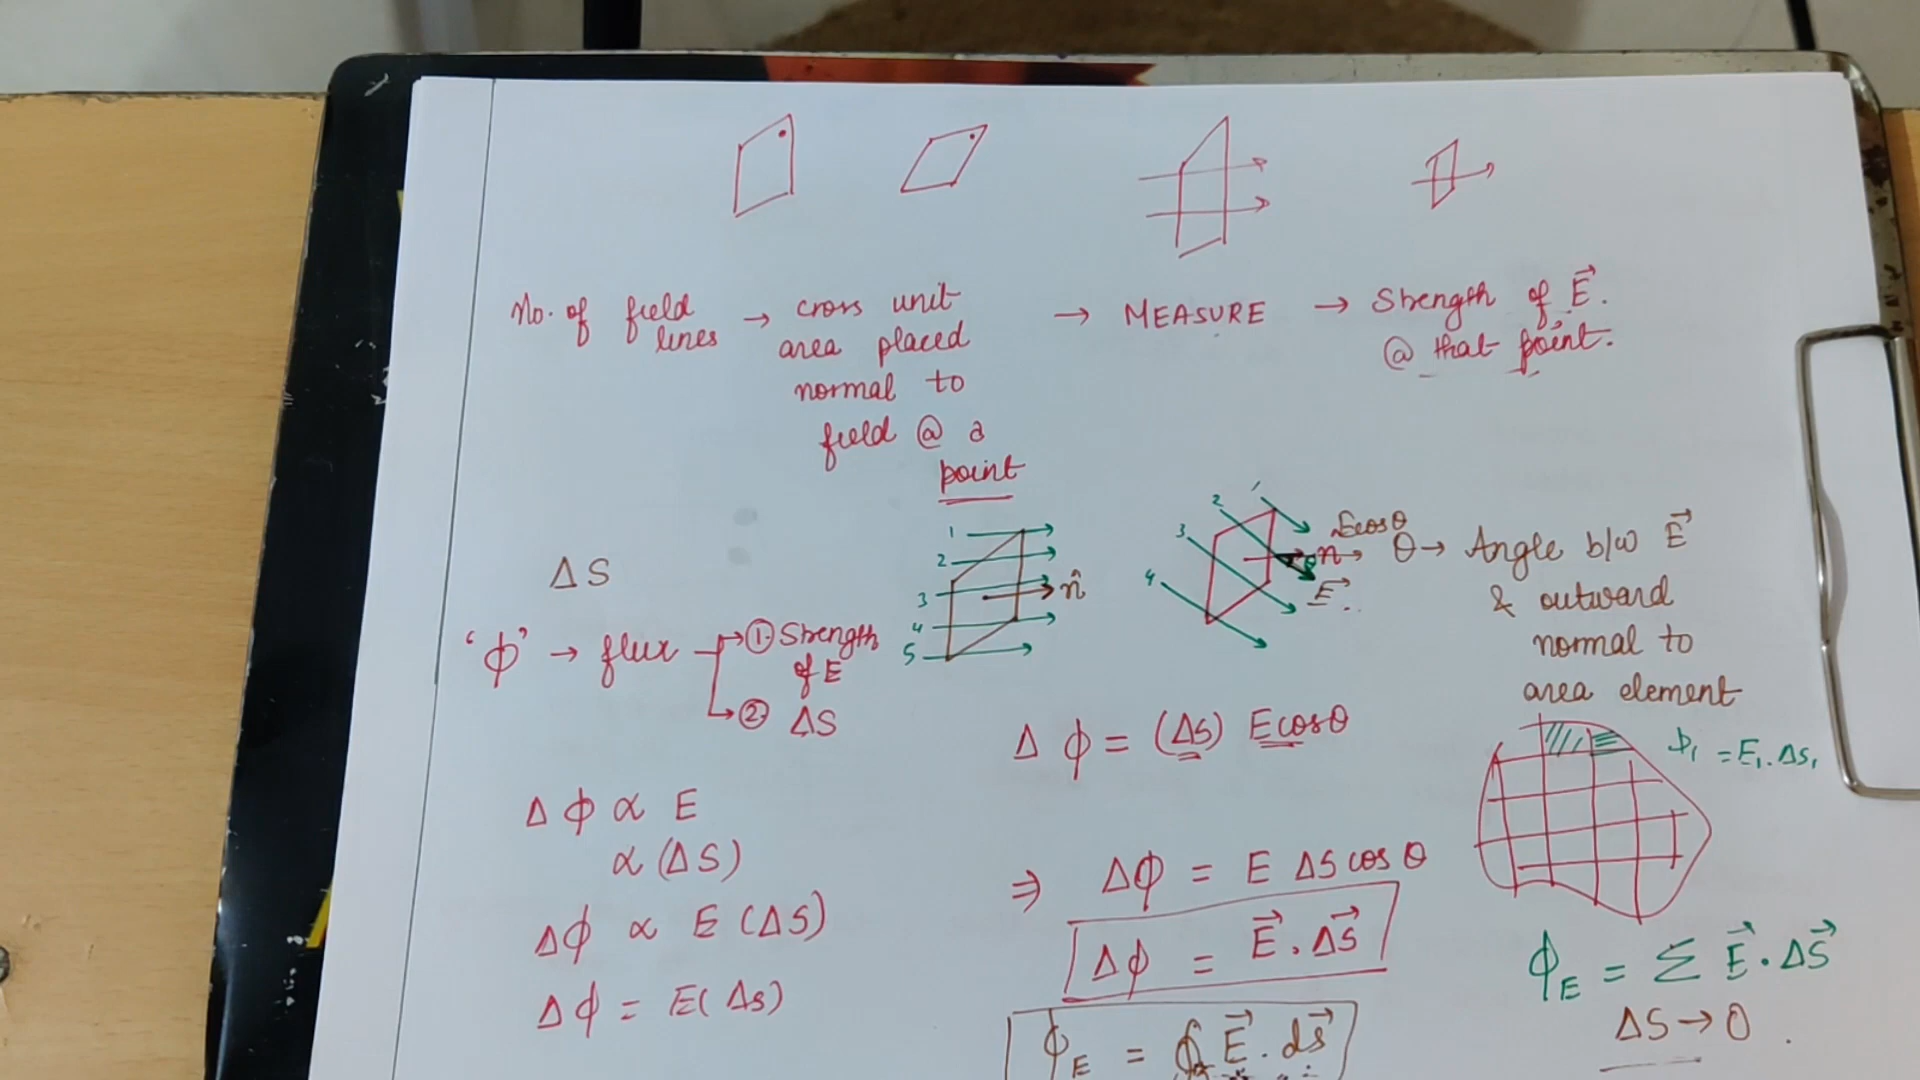 No. of field lines → cross unit area placed normal to field @ a point → MEASURE → Strength of E⃗. @ that point.
1
2
3
4
5
n̂
1
2
3
4
Ecosθ
n
θ
E⃗.
θ → Angle b/w E⃗
& outward
normal to
area element
ΔS
'ϕ' → flux → ① Strength of E
→ ② ΔS
Δϕ ∝ E
∝ (ΔS)
Δϕ ∝ E (ΔS)
Δϕ = E(ΔS)
Δϕ = (ΔS) Ecosθ
⇒ Δϕ = E ΔS cos θ
Δϕ = E⃗ . ΔS⃗
ϕE = ∮ E⃗ . ds⃗
ϕ₁ = E₁. ΔS₁
ϕE = Σ E⃗ . ΔS⃗
ΔS → 0 .